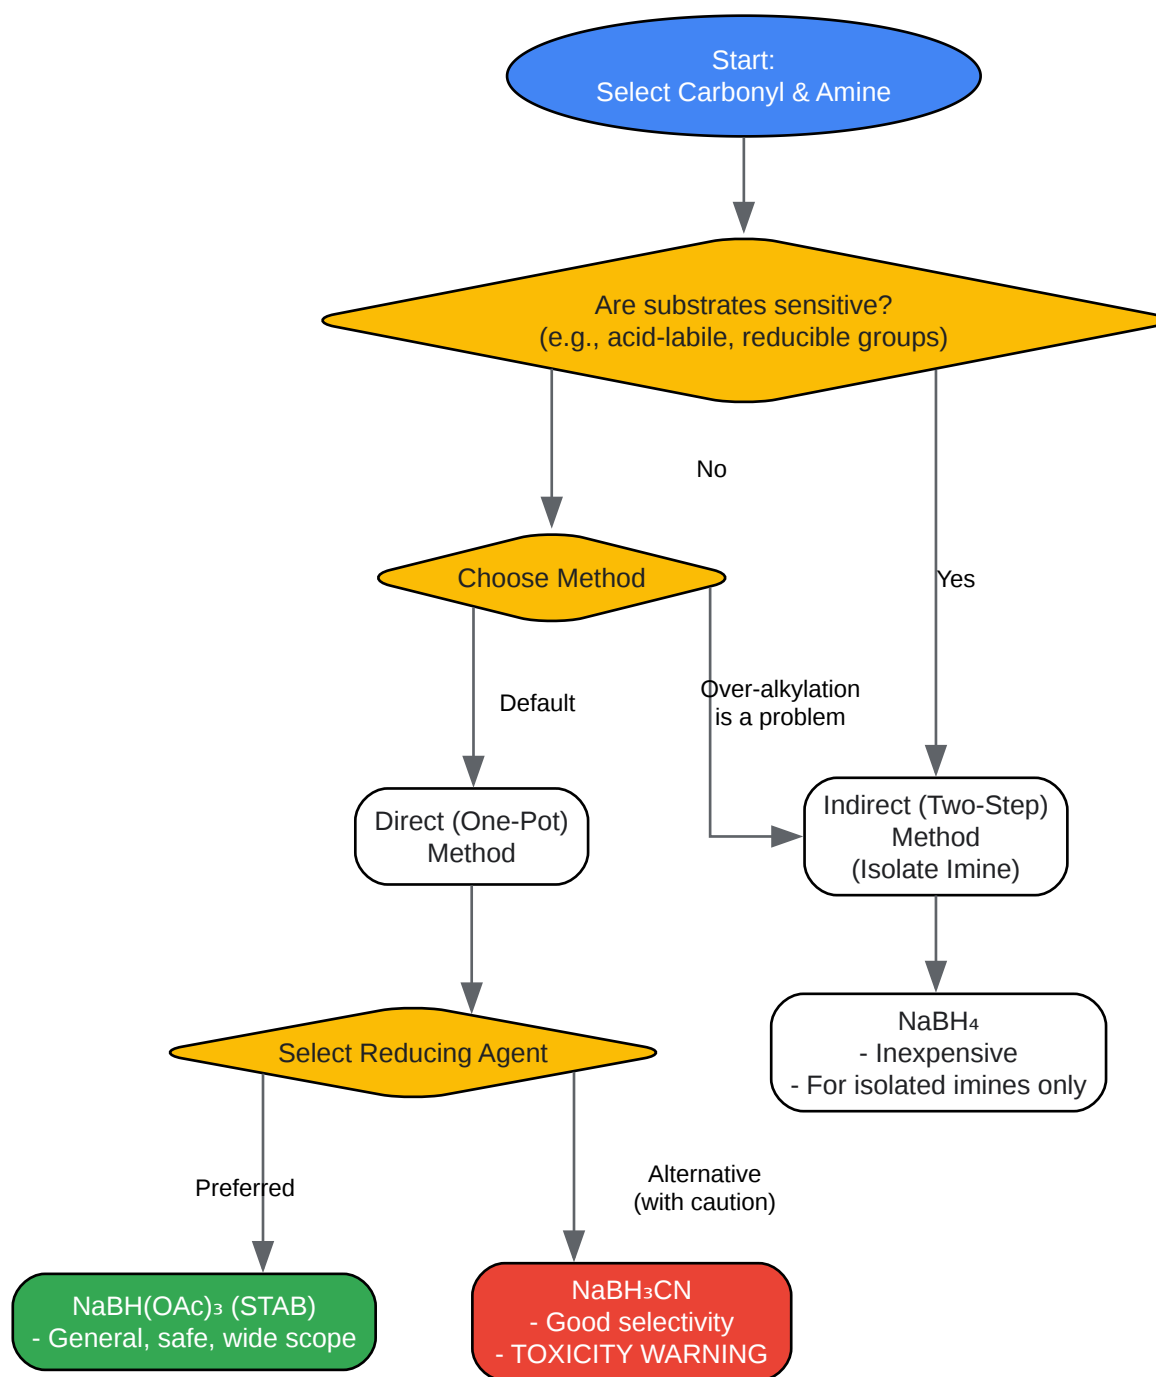 Start:
Select Carbonyl & Amine
Are substrates sensitive?
(e.g., acid-labile, reducible groups)
No
Choose Method
Yes
Default
Over-alkylation
is a problem
Direct (One-Pot)
Method
Indirect (Two-Step)
Method
(Isolate Imine)
Select Reducing Agent
NaBH₄
- Inexpensive
- For isolated imines only
Preferred
Alternative
(with caution)
NaBH(OAc)₃ (STAB)
- General, safe, wide scope
NaBH₃CN
- Good selectivity
- TOXICITY WARNING